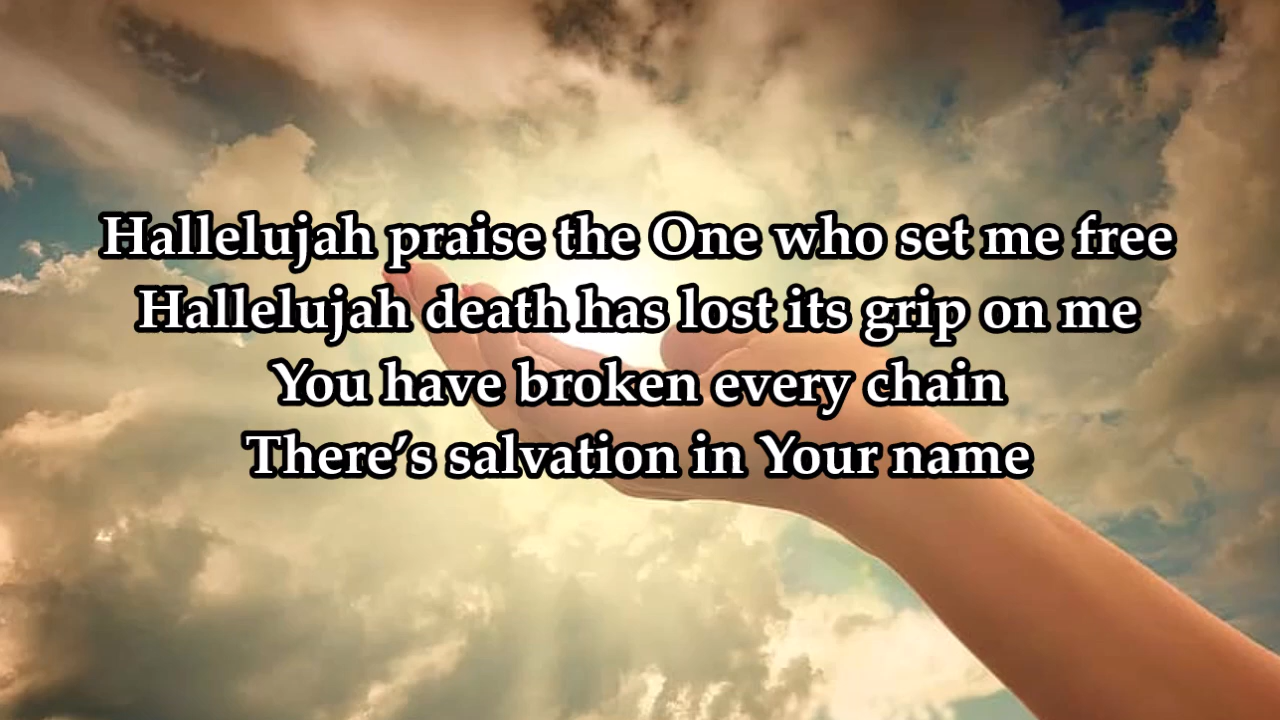 Hallelujah praise the One who set me free
Hallelujah death has lost its grip on me
You have broken every chain
There’s salvation in Your name